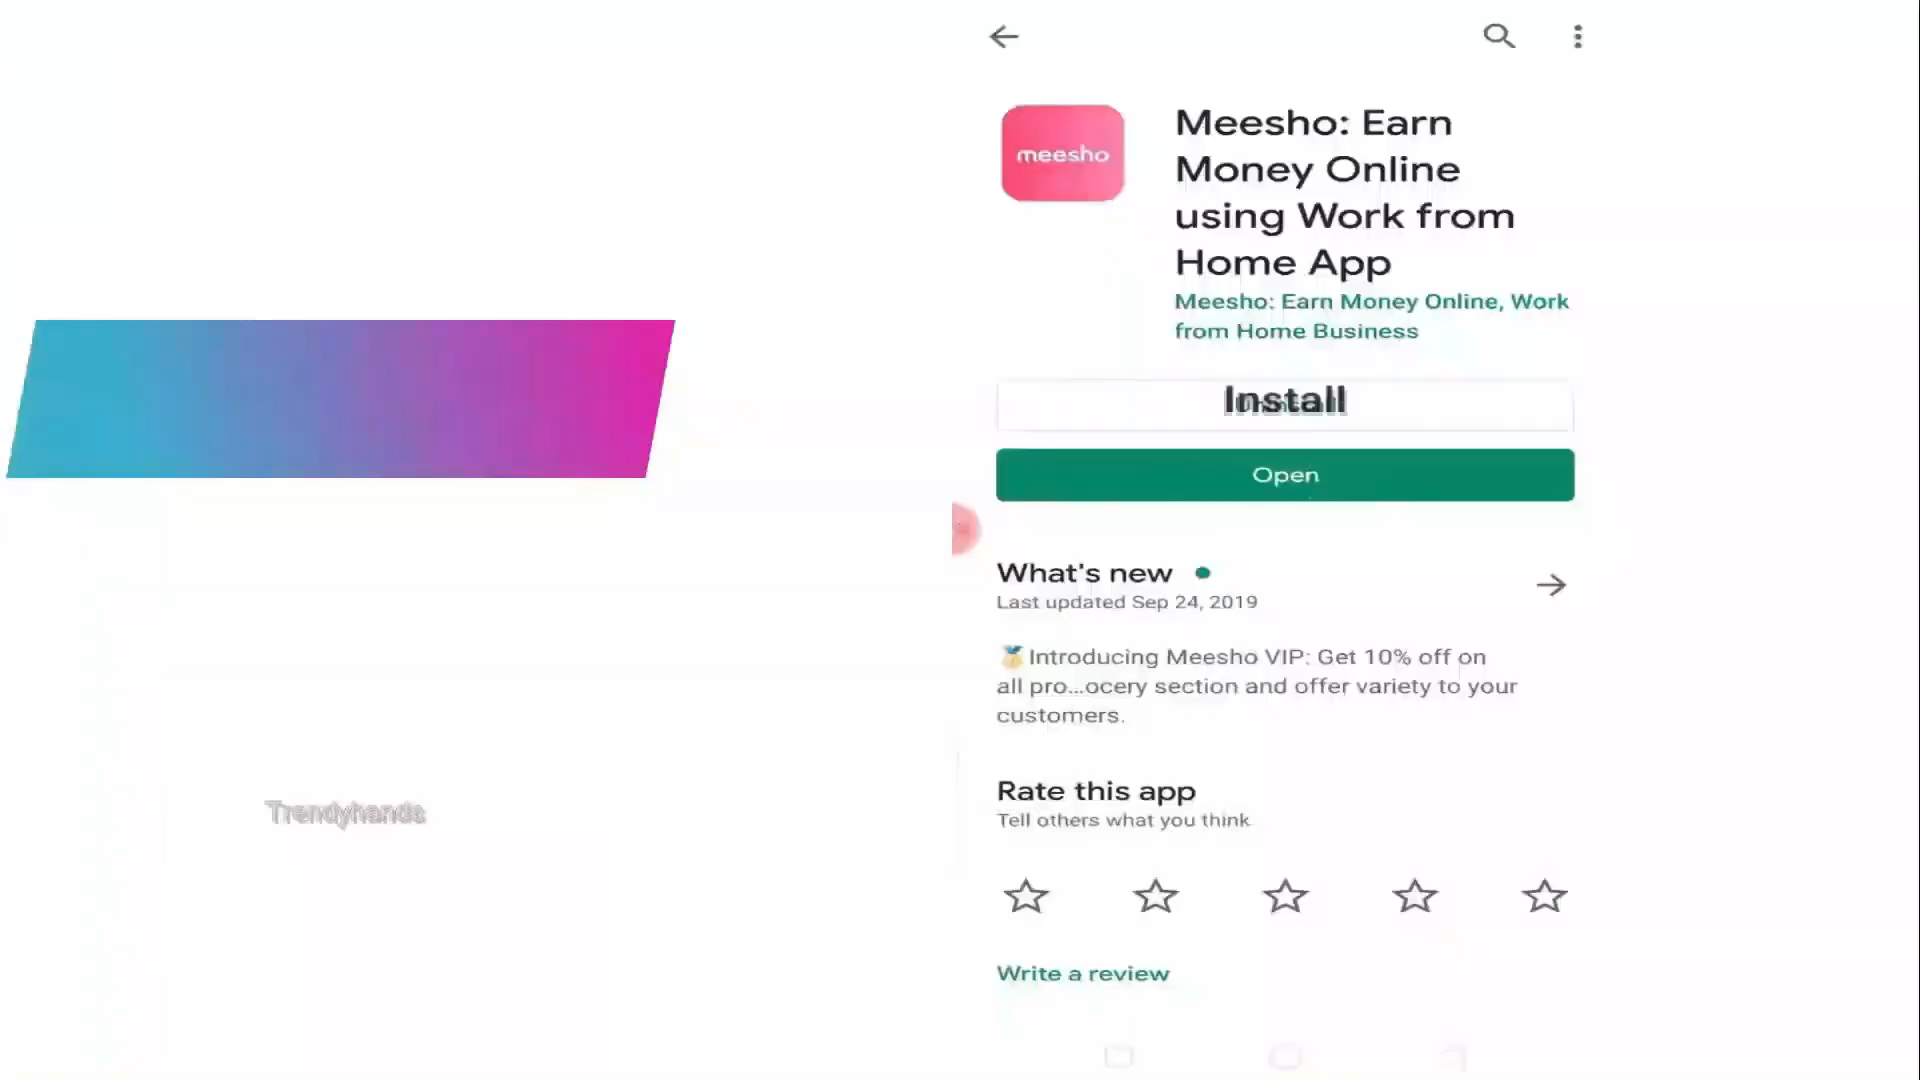 meesho
Meesho: Earn
Money Online
using Work from
Home App
Meesho: Earn Money Online, Work
from Home Business
Install
Open
What's new
Last updated Sep 24, 2019
🏅Introducing Meesho VIP: Get 10% off on
all pro...ocery section and offer variety to your
customers.
Rate this app
Tell others what you think
Write a review
Trendyhands